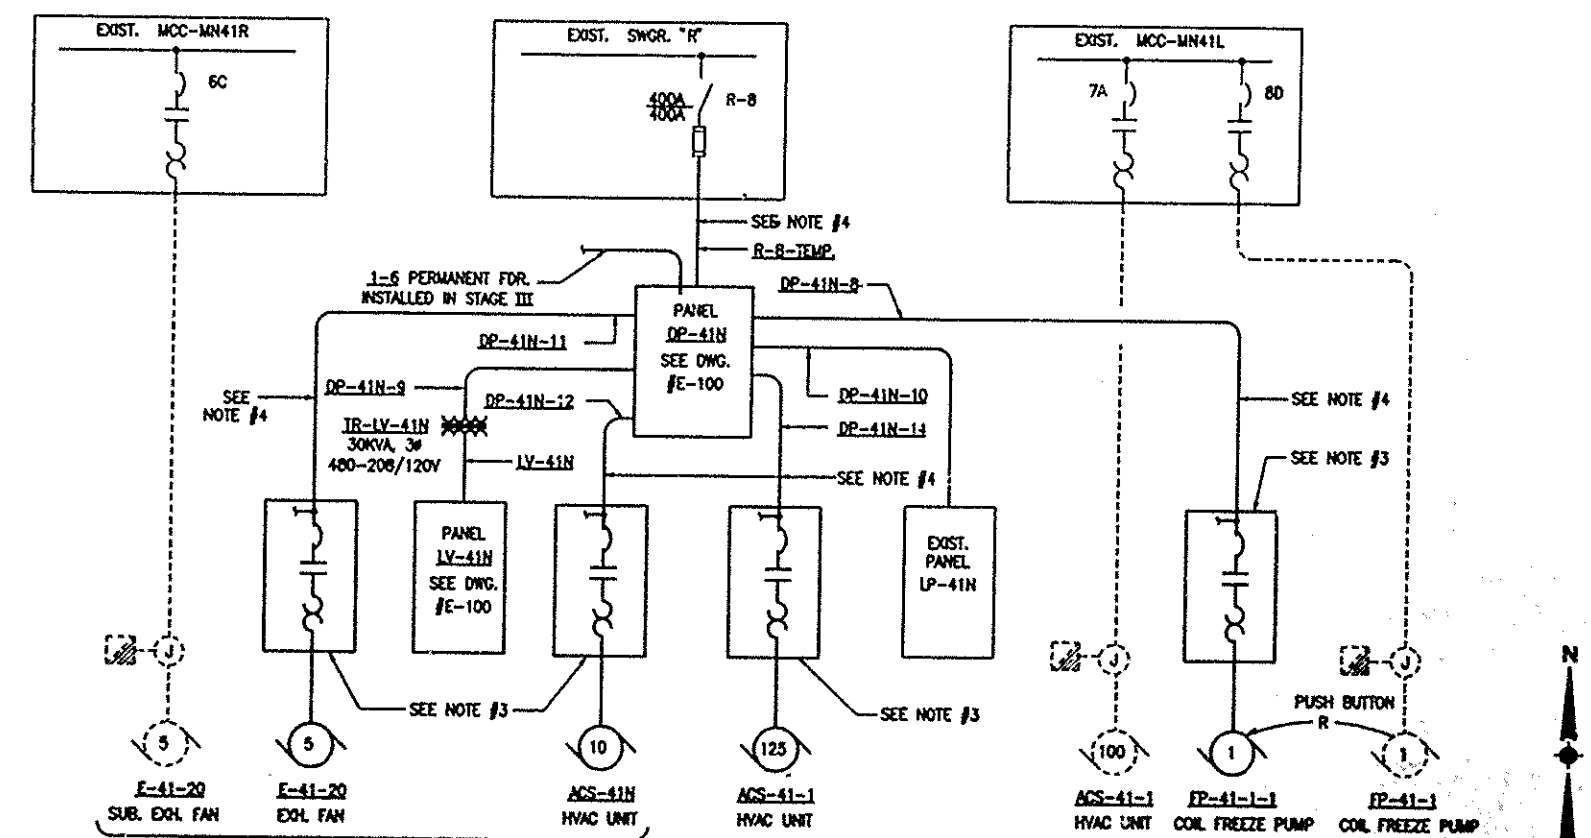 EXIST. MCC-MN41R
6C
EXIST. SWGR. "R"
400A
400A
R-8
EXIST. MCC-MN41L
7A
8D
SEE NOTE #4
R-8-TEMP.
1-6 PERMANENT FDR.
INSTALLED IN STAGE III
PANEL
DP-41N
SEE DWG.
#E-100
DP-41N-8
DP-41N-11
SEE
NOTE #4
DP-41N-9
DP-41N-12
DP-41N-10
DP-41N-14
SEE NOTE #4
TR-LV-41N
30KVA, 3ø
480-208/120V
LV-41N
SEE NOTE #4
SEE NOTE #3
PANEL
LV-41N
SEE DWG.
#E-100
EXIST.
PANEL
LP-41N
J
J
J
SEE NOTE #3
SEE NOTE #3
PUSH BUTTON
R
N
5
5
10
125
100
1
1
E-41-20
SUB. EXH. FAN
E-41-20
EXH. FAN
ACS-41N
HVAC UNIT
ACS-41-1
HVAC UNIT
ACS-41-1
HVAC UNIT
FP-41-1-1
COIL FREEZE PUMP
FP-41-1
COIL FREEZE PUMP